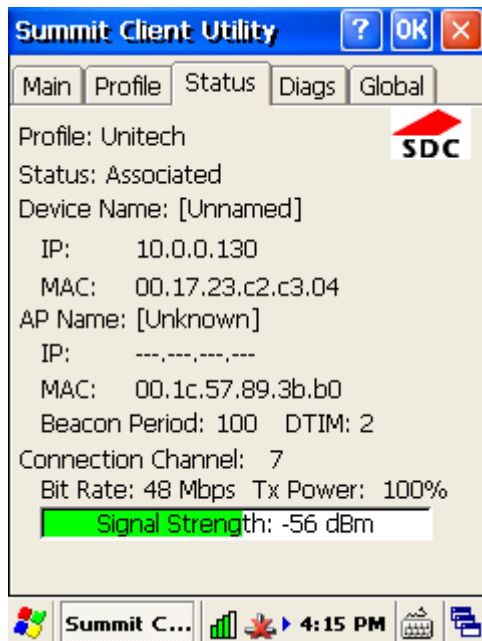 Summit Client Utility ? OK ×
Main Profile Status Diags Global
SDC
Profile: Unitech
Status: Associated
Device Name: [Unnamed]
IP: 10.0.0.130
MAC: 00.17.23.c2.c3.04
AP Name: [Unknown]
IP: ---.---.---.---
MAC: 00.1c.57.89.3b.b0
Beacon Period: 100 DTIM: 2
Connection Channel: 7
Bit Rate: 48 Mbps Tx Power: 100%
Signal Strength: -56 dBm
Summit C... 4:15 PM